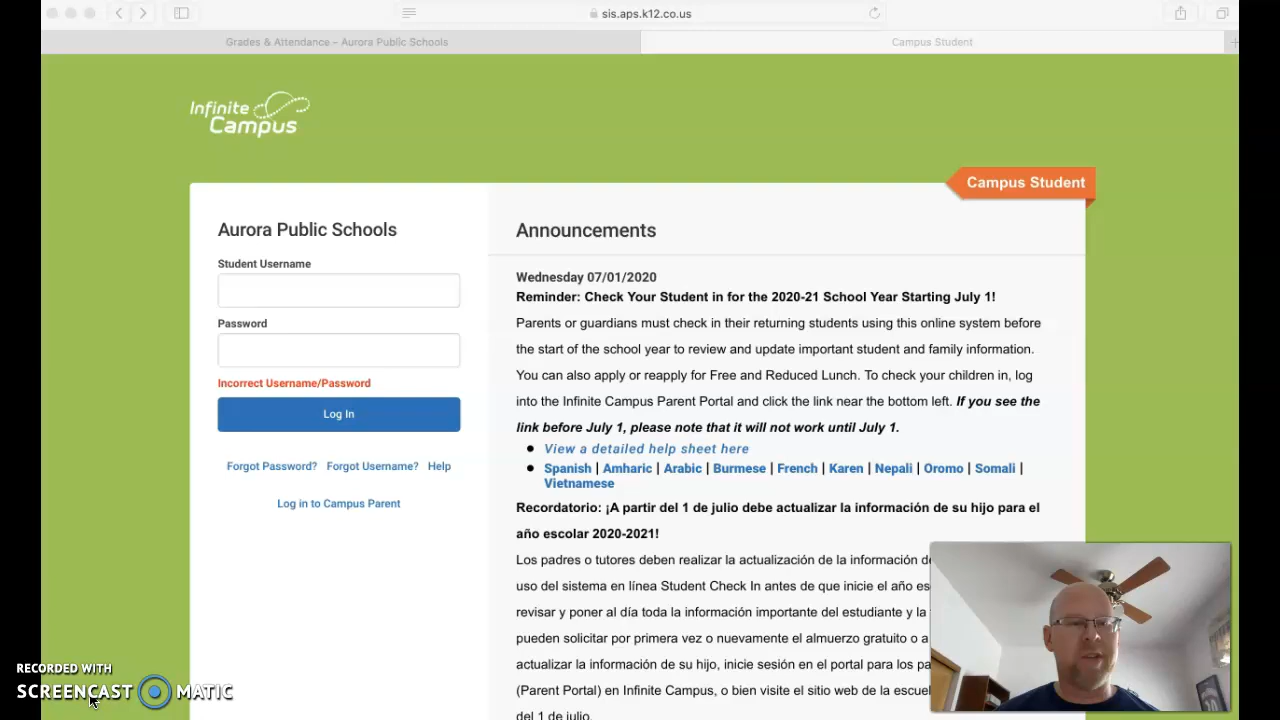 sis.aps.k12.co.us
Grades & Attendance – Aurora Public Schools
Campus Student
Infinite
Campus
Campus Student
Aurora Public Schools
Student Username
Password
Incorrect Username/Password
Log In
Forgot Password? Forgot Username? Help
Log in to Campus Parent
Announcements
Wednesday 07/01/2020
Reminder: Check Your Student in for the 2020-21 School Year Starting July 1!
Parents or guardians must check in their returning students using this online system before
the start of the school year to review and update important student and family information.
You can also apply or reapply for Free and Reduced Lunch. To check your children in, log
into the Infinite Campus Parent Portal and click the link near the bottom left. If you see the
link before July 1, please note that it will not work until July 1.
View a detailed help sheet here
Spanish | Amharic | Arabic | Burmese | French | Karen | Nepali | Oromo | Somali |
Vietnamese
Recordatorio: ¡A partir del 1 de julio debe actualizar la información de su hijo para el
año escolar 2020-2021!
Los padres o tutores deben realizar la actualización de la información de
uso del sistema en línea Student Check In antes de que inicie el año es
revisar y poner al día toda la información importante del estudiante y la
pueden solicitar por primera vez o nuevamente el almuerzo gratuito o a
actualizar la información de su hijo, inicie sesión en el portal para los pa
(Parent Portal) en Infinite Campus, o bien visite el sitio web de la escue
del 1 de julio.
RECORDED WITH
SCREENCAST MATIC